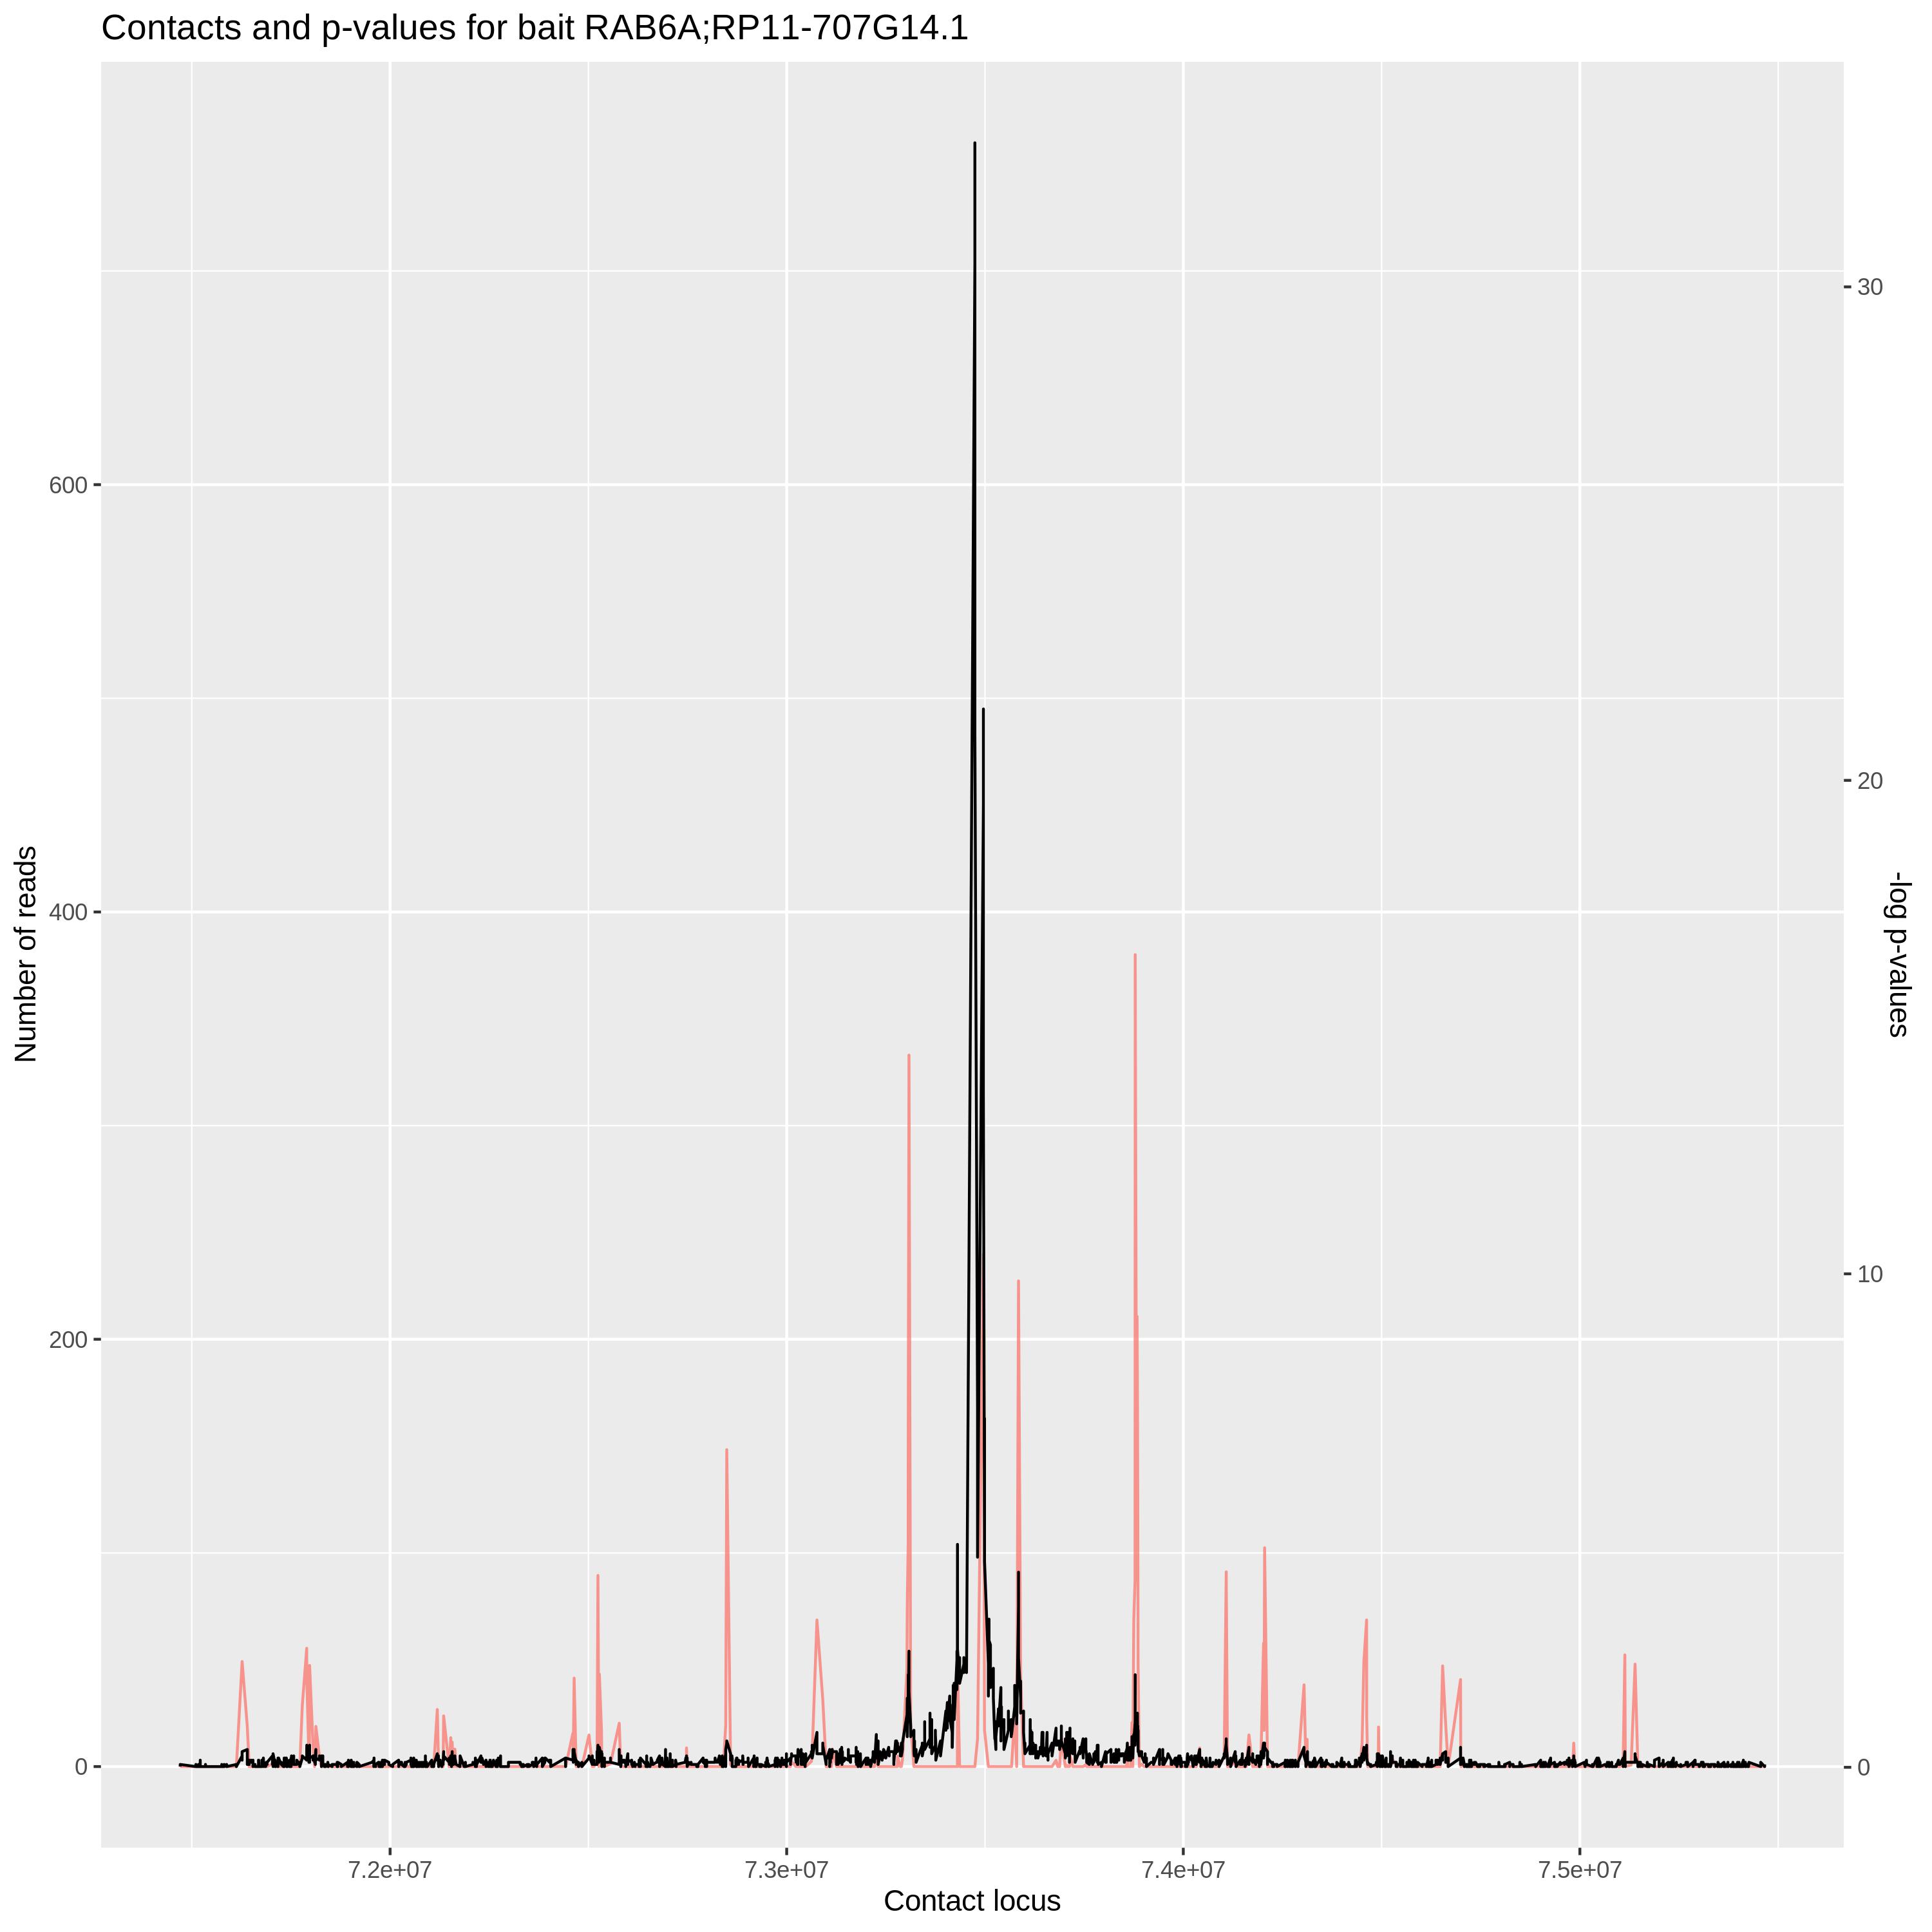 Contacts and p-values for bait RAB6A;RP11-707G14.1
600
400
200
0
Number of reads
30
20
10
0
-log p-values
7.2e+07
7.3e+07
7.4e+07
7.5e+07
Contact locus